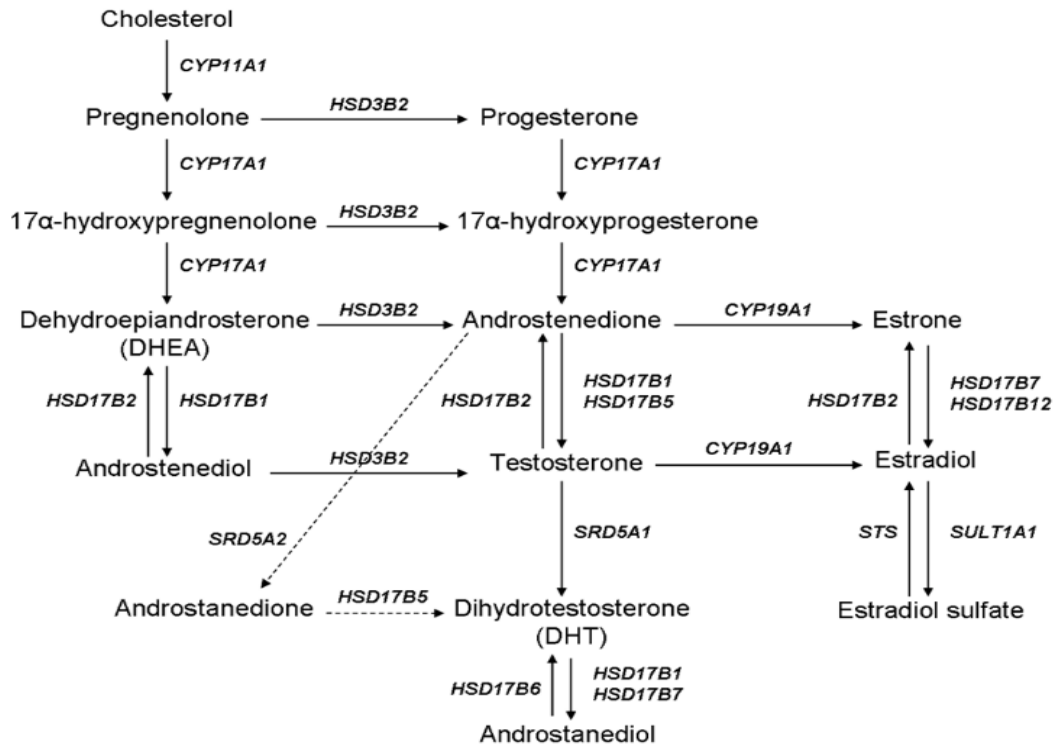 Cholesterol
CYP11A1
Pregnenolone
HSD3B2
Progesterone
CYP17A1
CYP17A1
17α-hydroxypregnenolone
HSD3B2
17α-hydroxyprogesterone
CYP17A1
CYP17A1
Dehydroepiandrosterone
(DHEA)
HSD3B2
Androstenedione
CYP19A1
Estrone
HSD17B2
HSD17B1
HSD17B2
HSD17B1
HSD17B5
HSD17B2
HSD17B7
HSD17B12
Androstenediol
HSD3B2
Testosterone
CYP19A1
Estradiol
SRD5A2
SRD5A1
STS
SULT1A1
Androstanedione
HSD17B5
Dihydrotestosterone
(DHT)
Estradiol sulfate
HSD17B6
HSD17B1
HSD17B7
Androstanediol